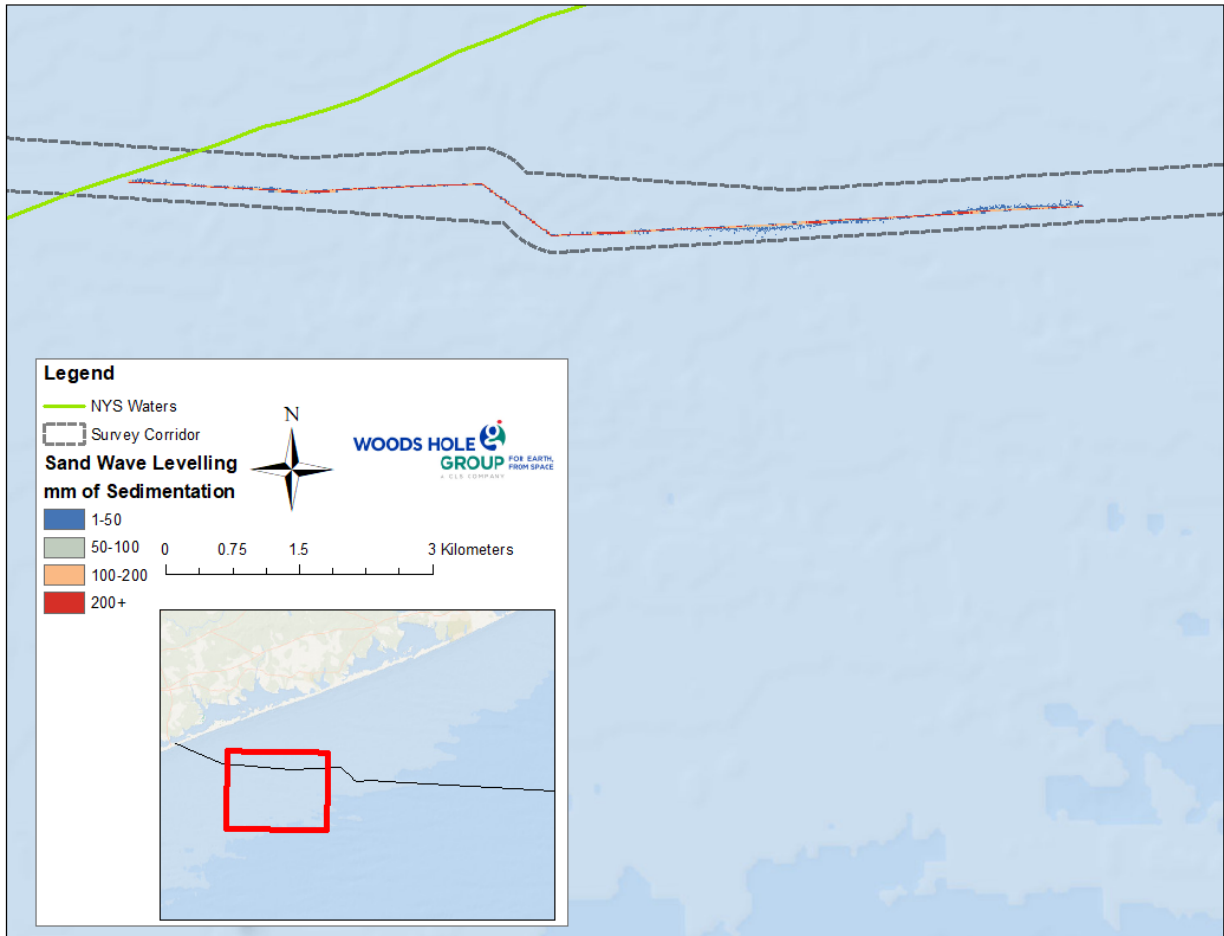 Legend
NYS Waters
Survey Corridor
Sand Wave Levelling
mm of Sedimentation
1-50
50-100
100-200
200+
N
WOODS HOLE
GROUP
FOR EARTH,
FROM SPACE
A CLS COMPANY
0 0.75 1.5 3 Kilometers